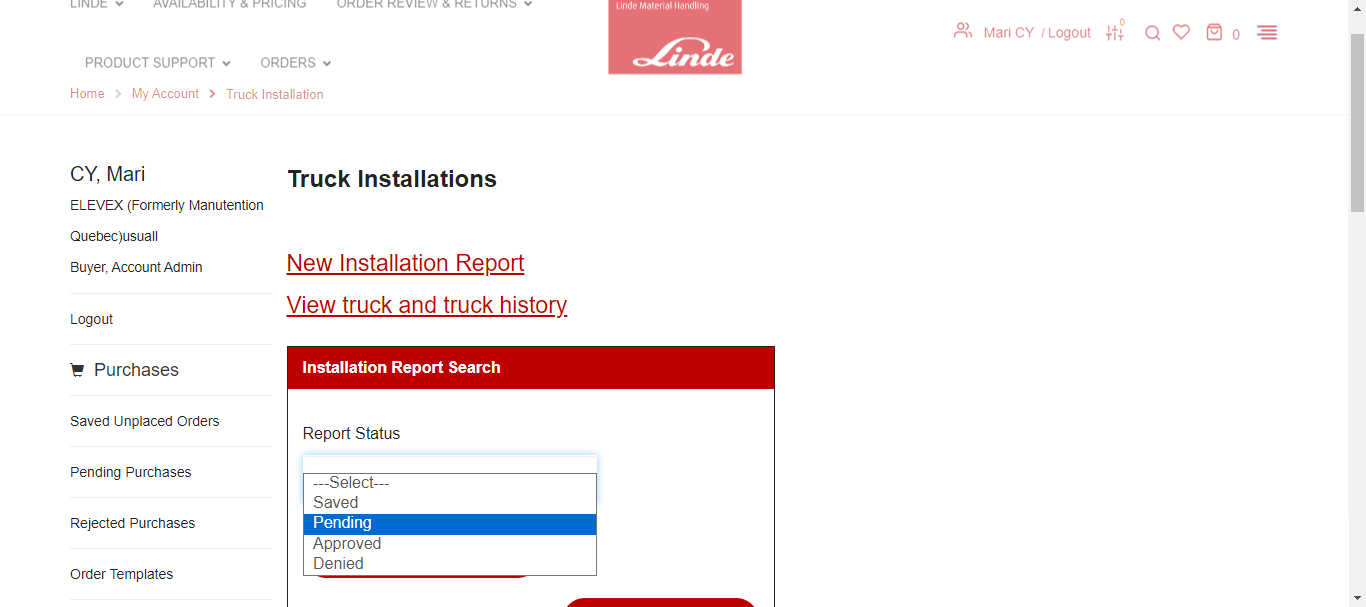 LINDE
AVAILABILITY & PRICING
ORDER REVIEW & RETURNS
Linde Material Handling
Linde
Mari CY / Logout
0
0
PRODUCT SUPPORT
ORDERS
Home > My Account > Truck Installation
CY, Mari
ELEVEX (Formerly Manutention
Quebec)usuall
Buyer, Account Admin
Logout
Purchases
Saved Unplaced Orders
Pending Purchases
Rejected Purchases
Order Templates
Truck Installations
New Installation Report
View truck and truck history
Installation Report Search
Report Status
---Select---
Saved
Pending
Approved
Denied